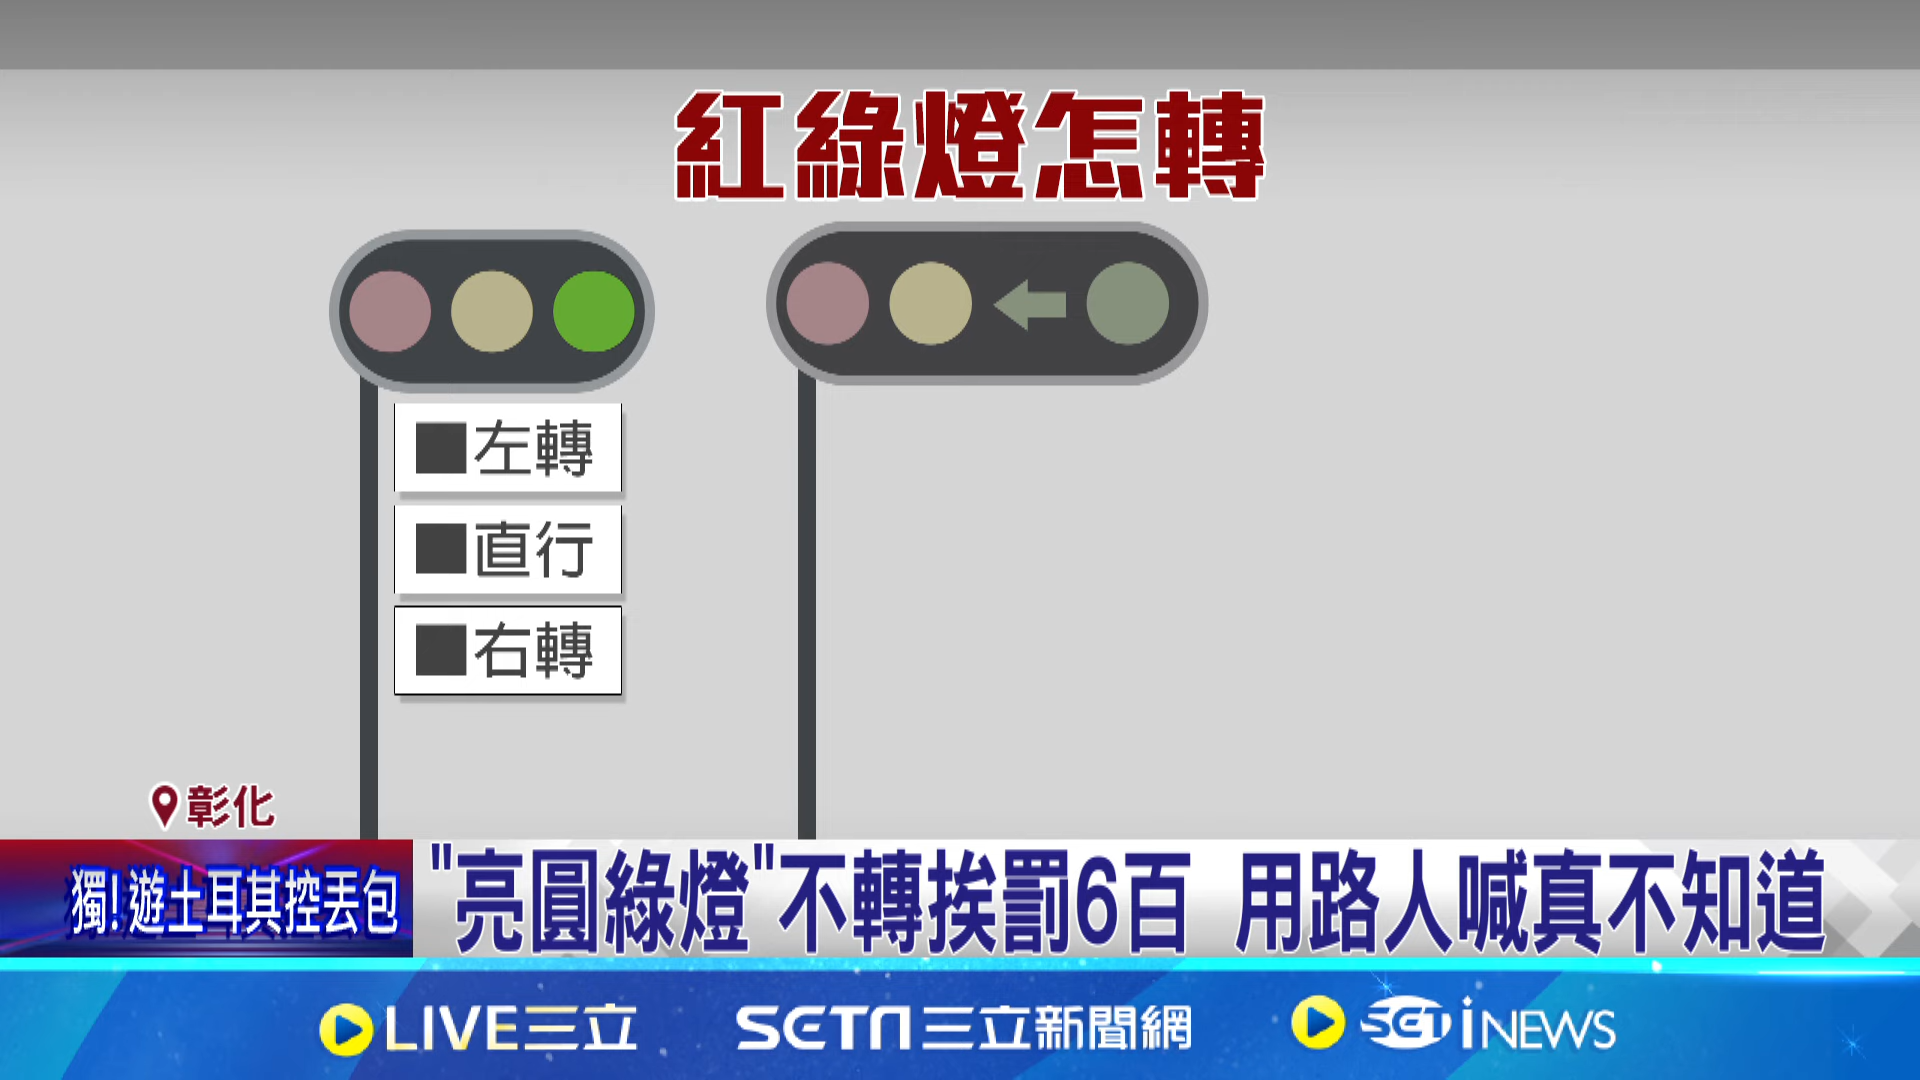 紅綠燈怎轉
■左轉
■直行
■右轉
彰化
獨!遊土耳其控丟包
"亮圓綠燈"不轉挨罰6百 用路人喊真不知道
LIVE三立
SETN三立新聞網
SET iNEWS